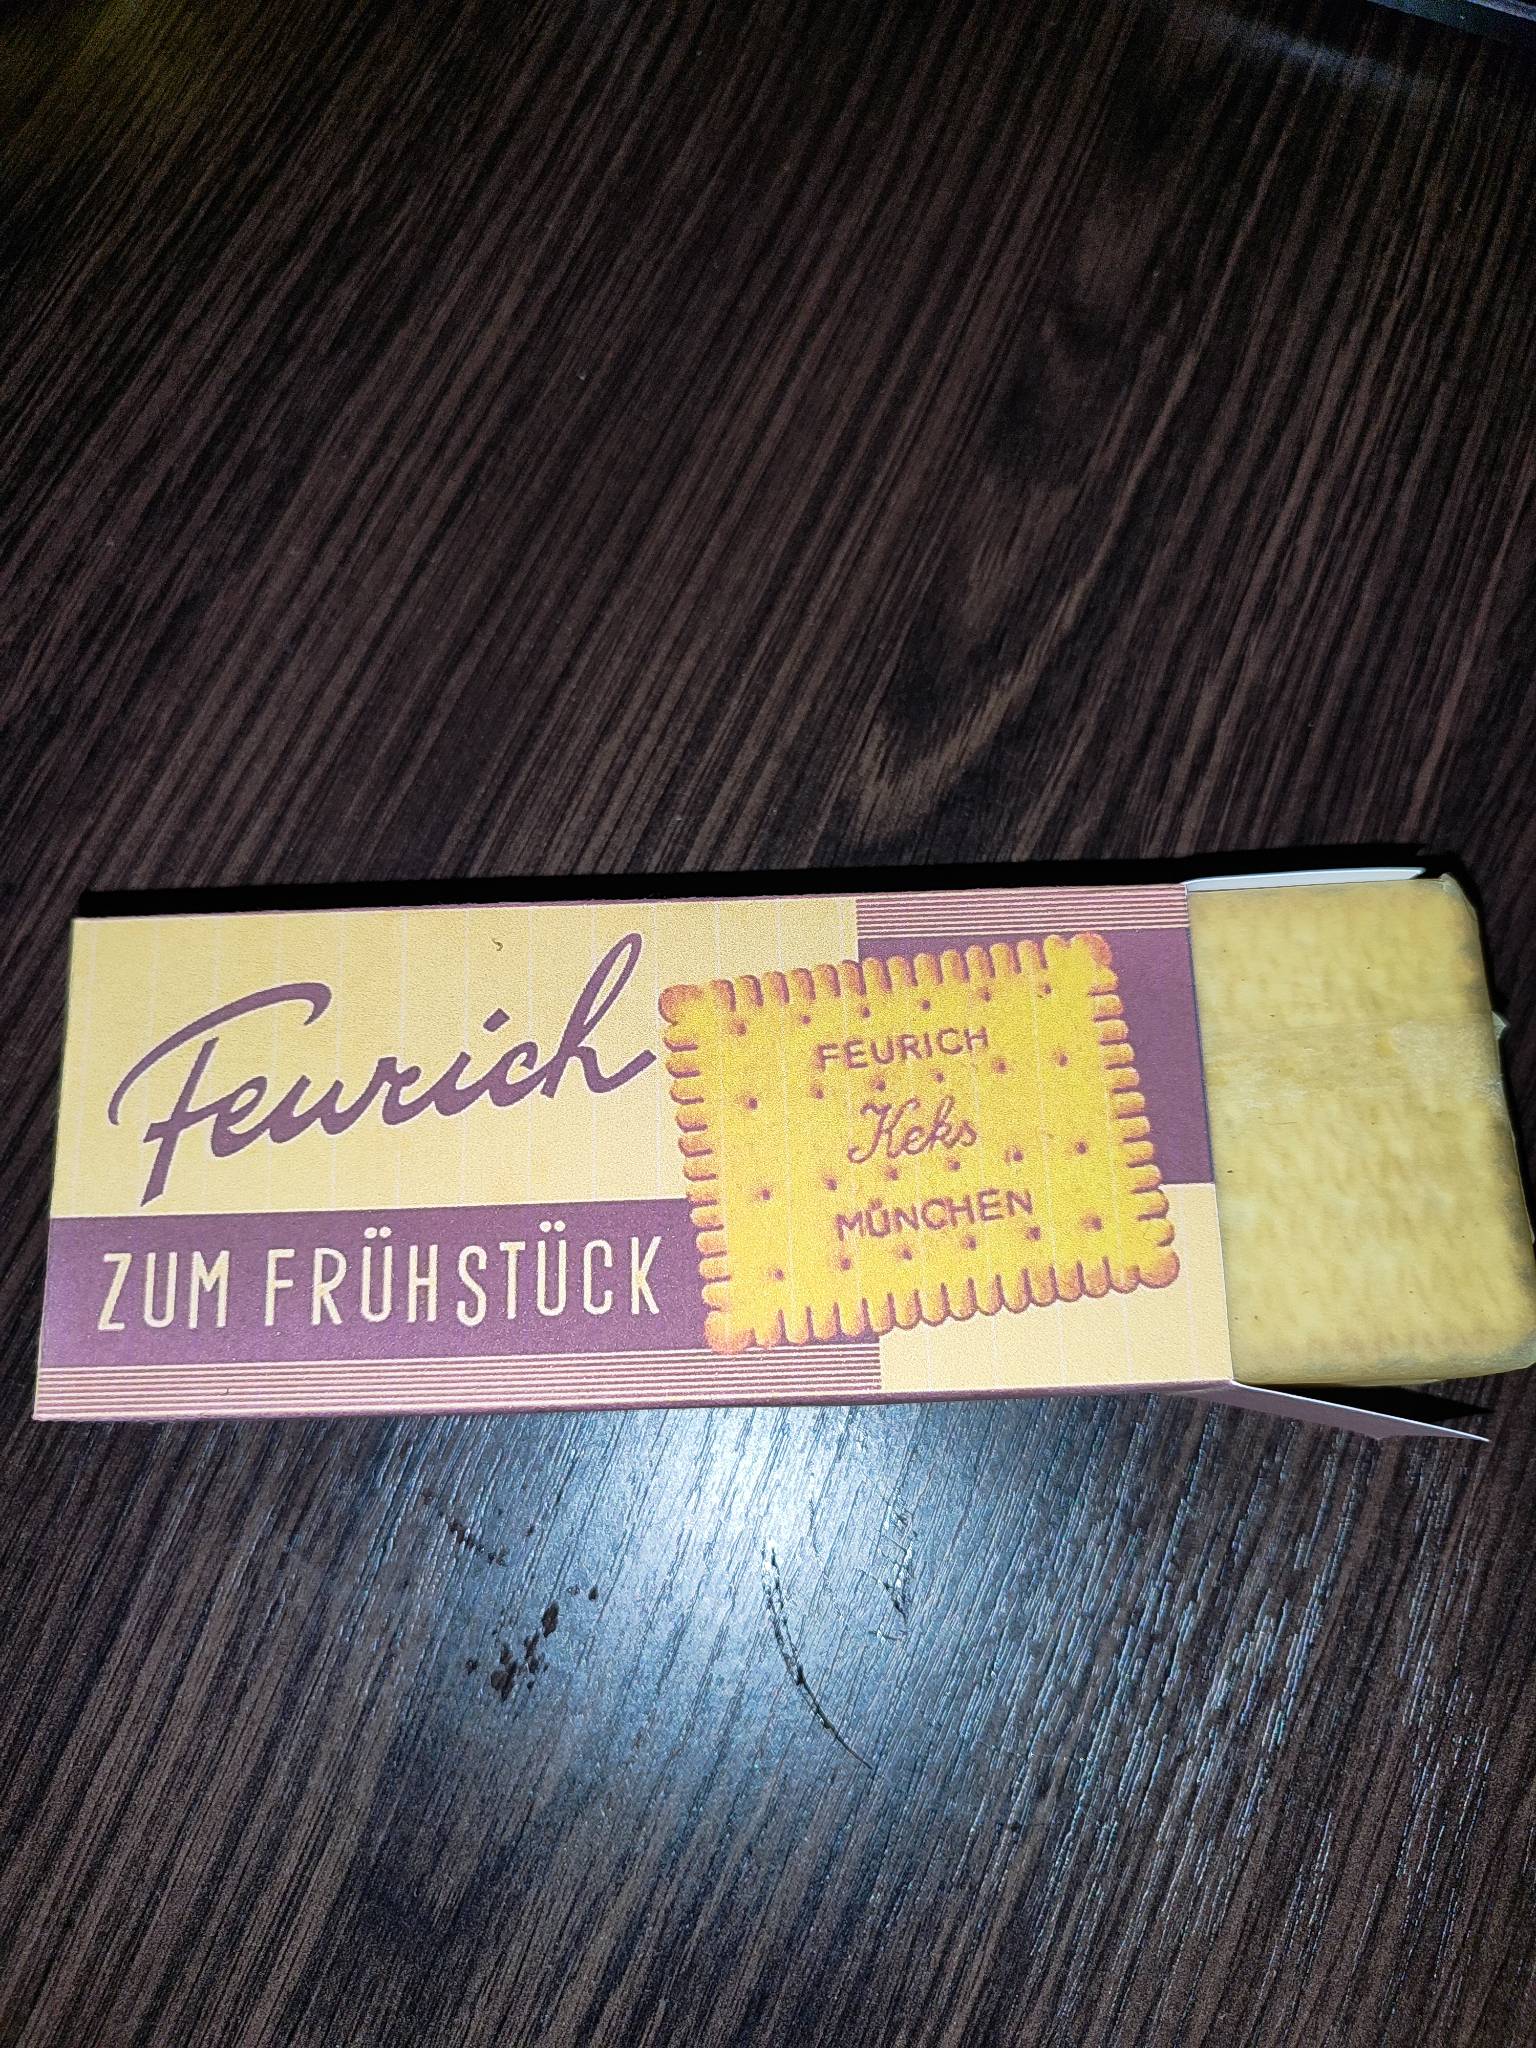 Feurich
ZUM FRÜHSTÜCK
FEURICH
Keks
MÜNCHEN